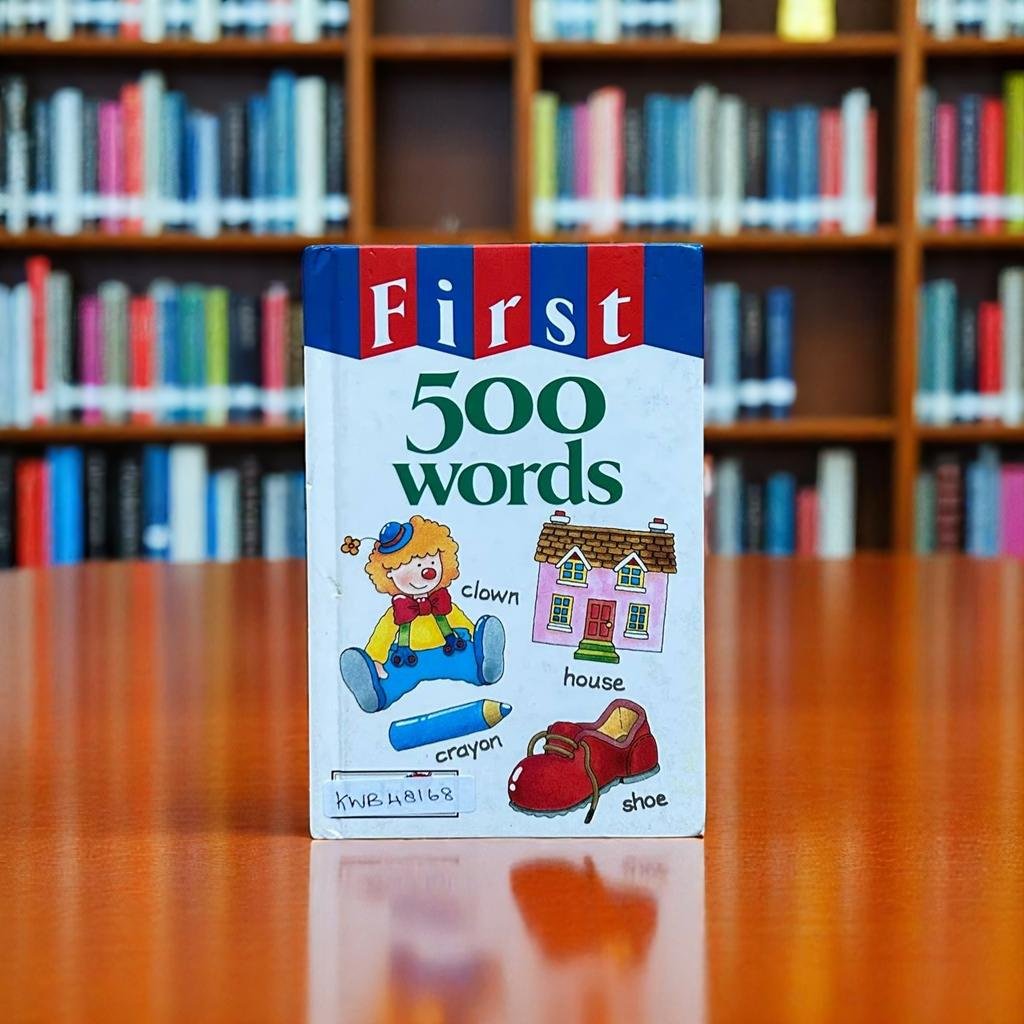 First
500
words
clown
house
crayon
KWB48168
shoe